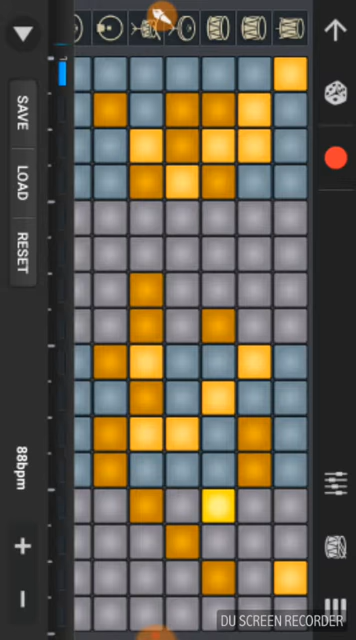 SAVE
LOAD
RESET
88bpm
+
−
DU SCREEN RECORDER